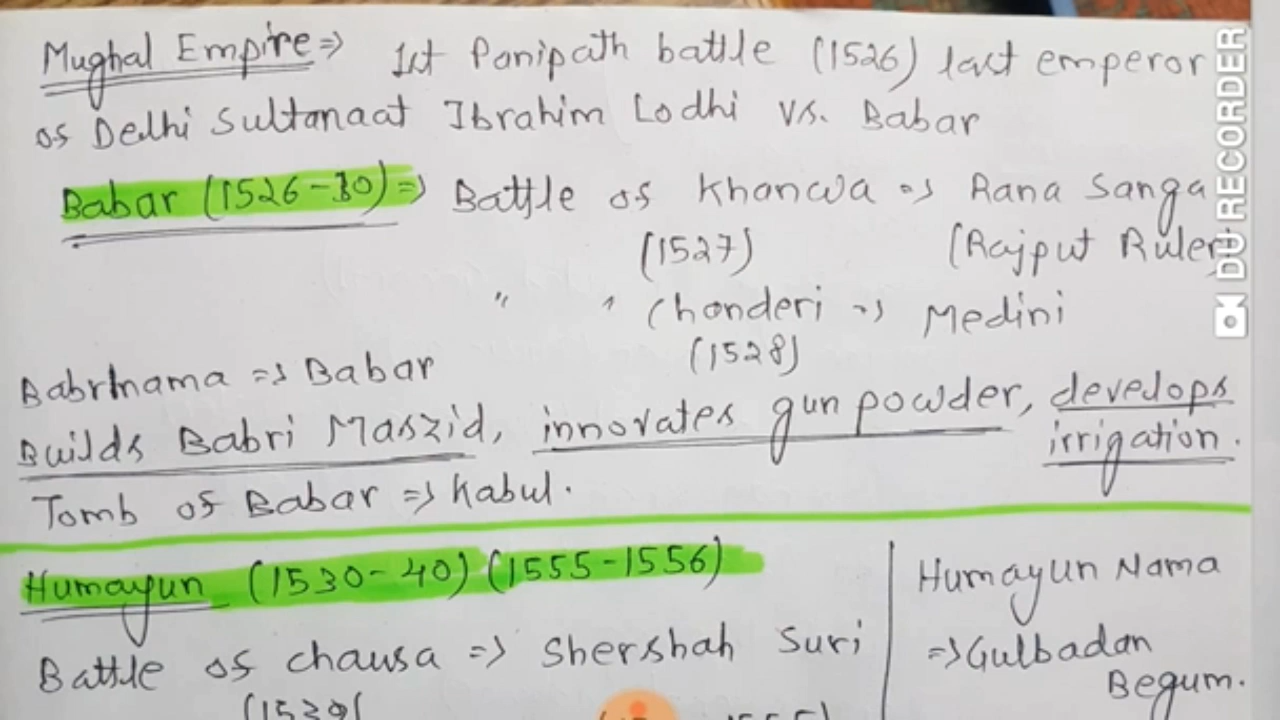 Mughal Empire => 1st Panipath battle (1526) last emperor
of Delhi Sultanaat Ibrahim Lodhi vs. Babar
Babar (1526-30) => Battle of Khanwa => Rana Sanga
(1527) (Rajput Ruler)
" " Chanderi => Medini
(1528)
Babrnama => Babar
Builds Babri Maszid, innovates gun powder, develops
irrigation.
Tomb of Babar => Kabul.
Humayun (1530-40) (1555-1556)
Battle of chausa => Shershah Suri
(1539(
Humayun Nama
=> Gulbadan
Begum.
DU RECORDER